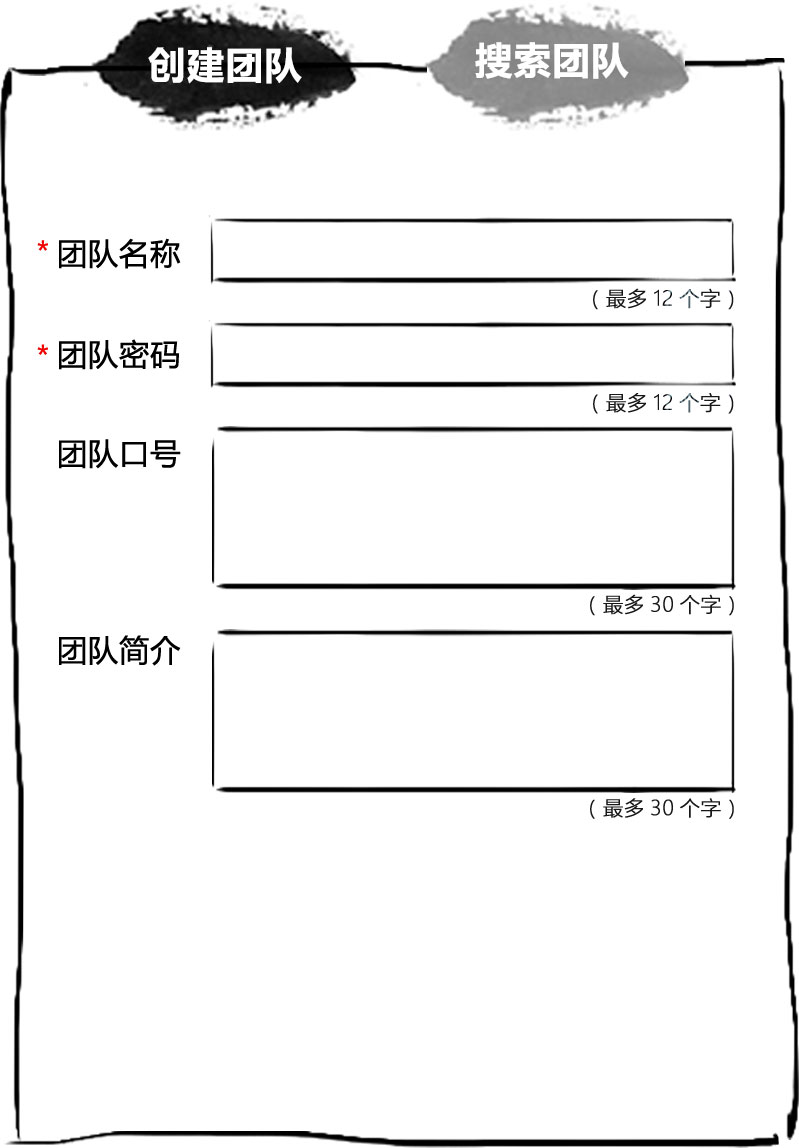 创建团队 搜索团队
* 团队名称
（最多 12 个字）
* 团队密码
（最多 12 个字）
团队口号
（最多 30 个字）
团队简介
（最多 30 个字）